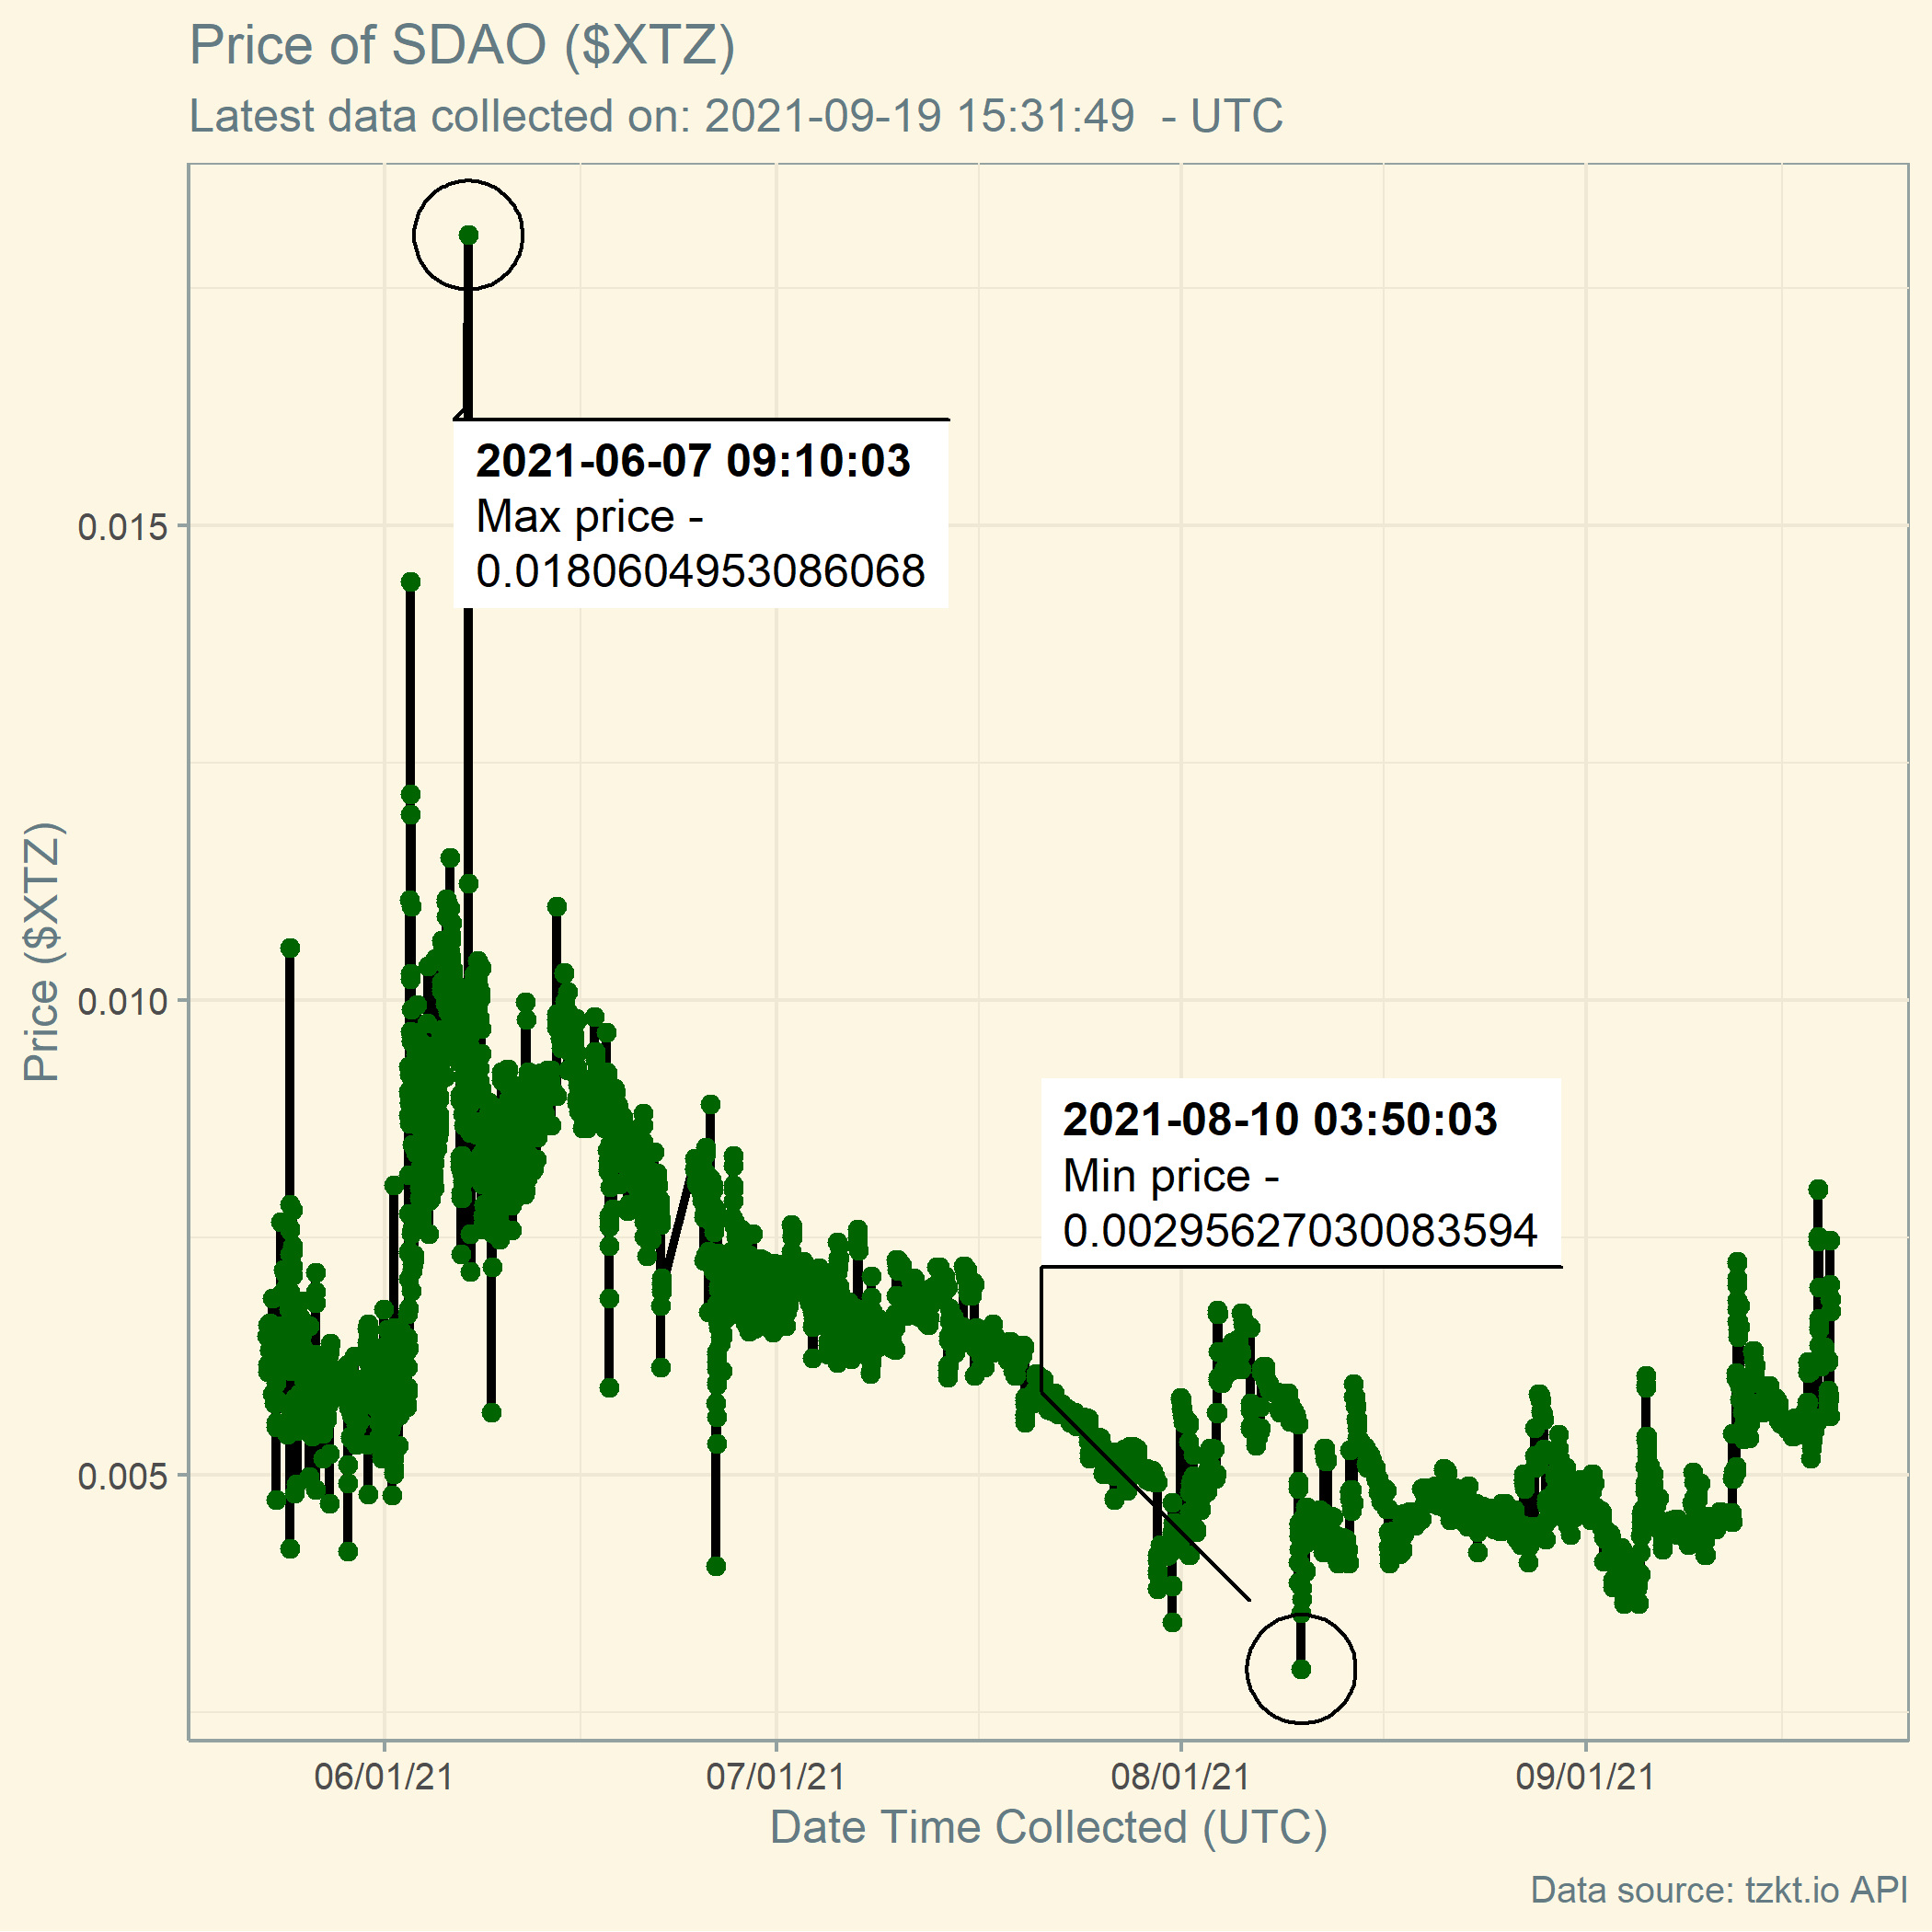 Price of SDAO ($XTZ)
Latest data collected on: 2021-09-19 15:31:49  - UTC
2021-06-07 09:10:03
Max price -
0.0180604953086068
0.015
0.010
Price ($XTZ)
2021-08-10 03:50:03
Min price -
0.00295627030083594
0.005
06/01/21 07/01/21 08/01/21 09/01/21
Date Time Collected (UTC)
Data source: tzkt.io API